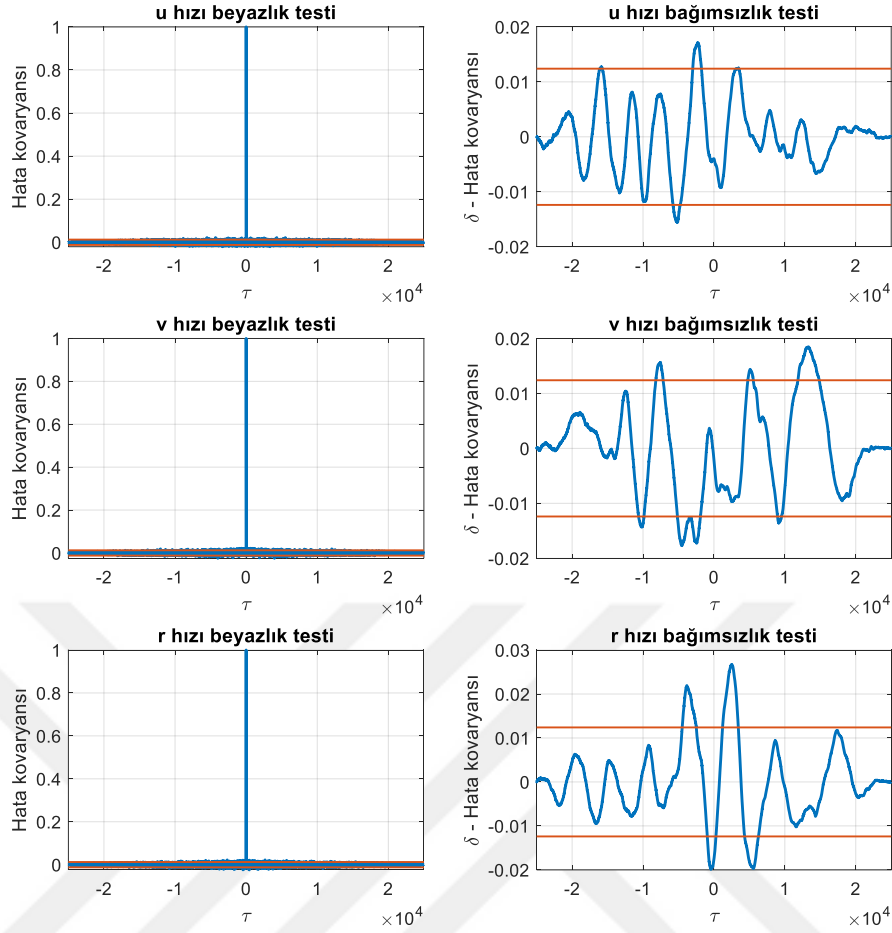 u hızı beyazlık testi
Hata kovaryansı
1
0.8
0.6
0.4
0.2
0
-2 -1 0 1 2
τ
×10⁴
u hızı bağımsızlık testi
δ - Hata kovaryansı
0.02
0.01
0
-0.01
-0.02
-2 -1 0 1 2
τ
×10⁴
v hızı beyazlık testi
Hata kovaryansı
1
0.8
0.6
0.4
0.2
0
-2 -1 0 1 2
τ
×10⁴
v hızı bağımsızlık testi
δ - Hata kovaryansı
0.02
0.01
0
-0.01
-0.02
-2 -1 0 1 2
τ
×10⁴
r hızı beyazlık testi
Hata kovaryansı
1
0.8
0.6
0.4
0.2
0
-2 -1 0 1 2
τ
×10⁴
r hızı bağımsızlık testi
δ - Hata kovaryansı
0.03
0.02
0.01
0
-0.01
-0.02
-2 -1 0 1 2
τ
×10⁴